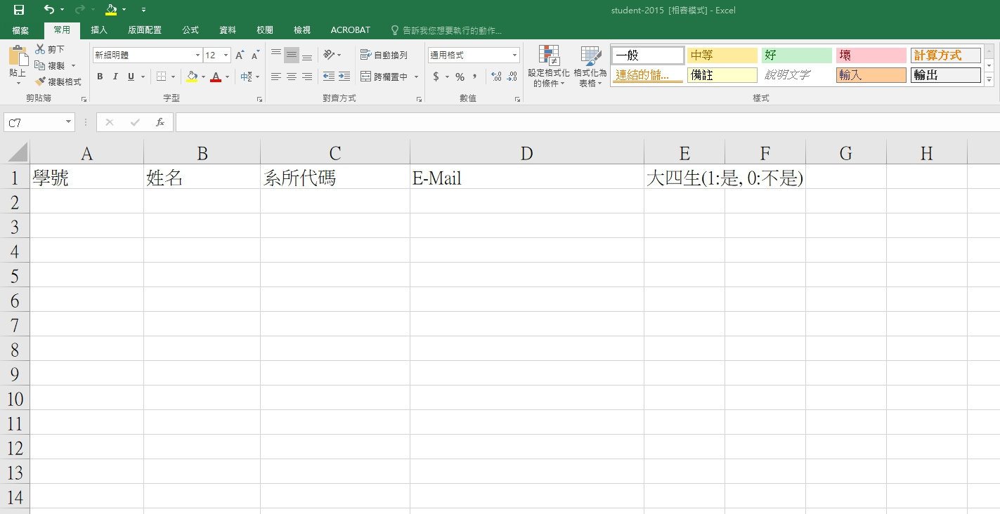 student-2015 [相容模式] - Excel
檔案 常用 插入 版面配置 公式 資料 校閱 檢視 ACROBAT 告訴我您想要執行的動作...
貼上
剪下
複製
複製格式
剪貼簿
新細明體 12
B I U
字型
自動換列
跨欄置中
對齊方式
通用格式
$ % ,
數值
設定格式化的條件
格式化為表格
一般 中等 好 壞 計算方式
連結的儲... 備註 說明文字 輸入 輸出
樣式
C7 fx
A B C D E F G H
1 學號 姓名 系所代碼 E-Mail 大四生(1:是, 0:不是)
2
3
4
5
6
7
8
9
10
11
12
13
14